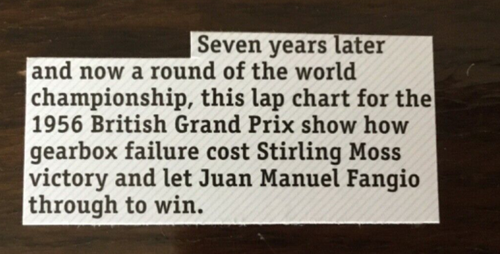 Seven years later
and now a round of the world
championship, this lap chart for the
1956 British Grand Prix show how
gearbox failure cost Stirling Moss
victory and let Juan Manuel Fangio
through to win.